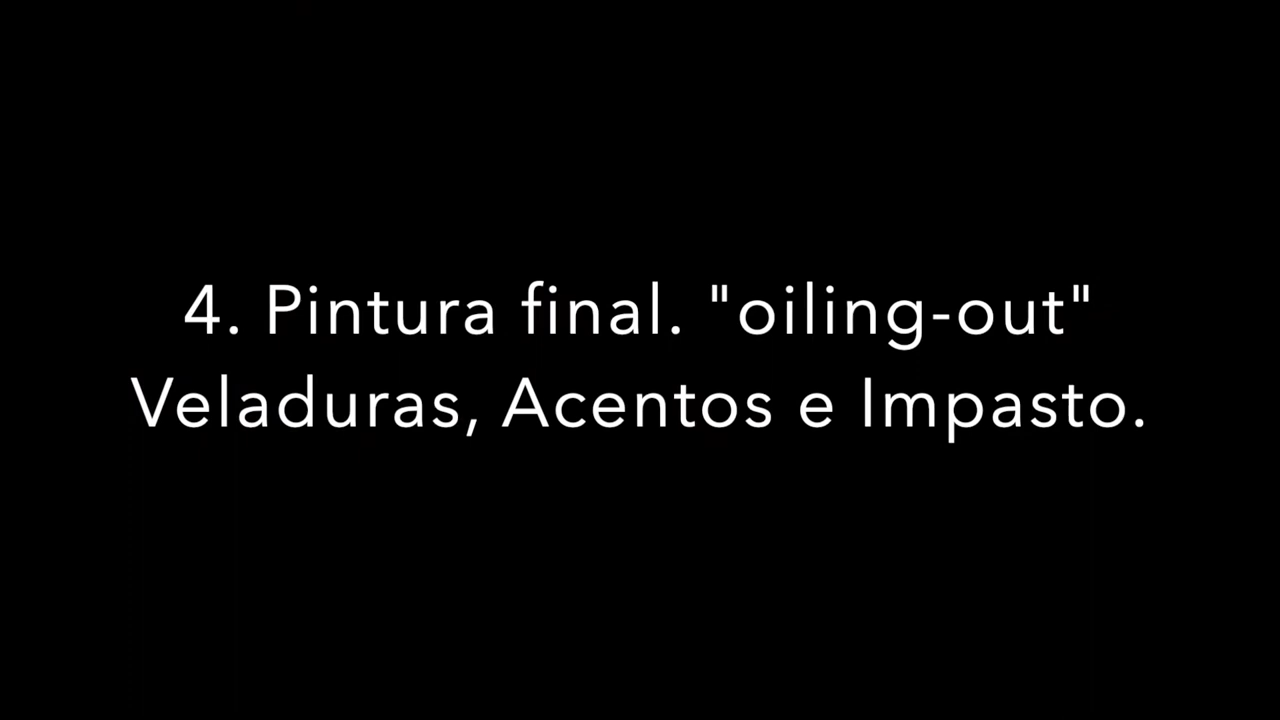 4. Pintura final. "oiling-out"
Veladuras, Acentos e Impasto.